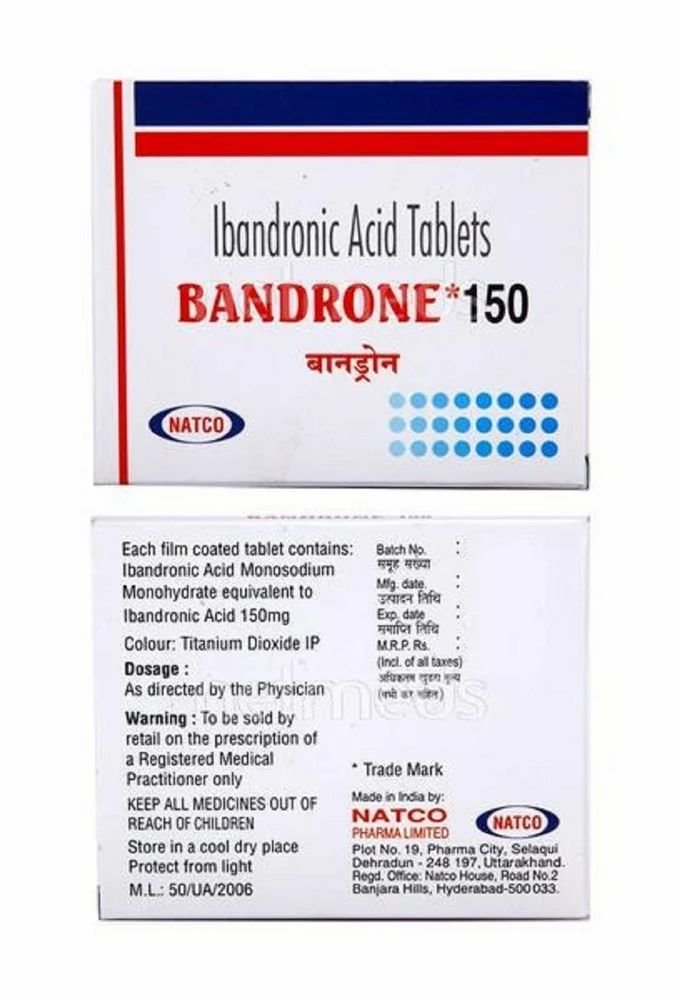 Ibandronic Acid Tablets
BANDRONE*150
बानड्रोन
NATCO
Each film coated tablet contains:
Ibandronic Acid Monosodium
Monohydrate equivalent to
Ibandronic Acid 150mg
Colour: Titanium Dioxide IP
Dosage :
As directed by the Physician
Warning : To be sold by
retail on the prescription of
a Registered Medical
Practitioner only
KEEP ALL MEDICINES OUT OF
REACH OF CHILDREN
Store in a cool dry place
Protect from light
M.L.: 50/UA/2006
Batch No. :
समूह संख्या
Mfg. date. :
उत्पादन तिथि
Exp. date :
समाप्ति तिथि
M.R.P. Rs. :
(Incl. of all taxes)
* Trade Mark
Made in India by:
NATCO
PHARMA LIMITED
NATCO
Plot No. 19, Pharma City, Selaqui
Dehradun - 248 197, Uttarakhand.
Regd. Office: Natco House, Road No.2
Banjara Hills, Hyderabad-500 033.